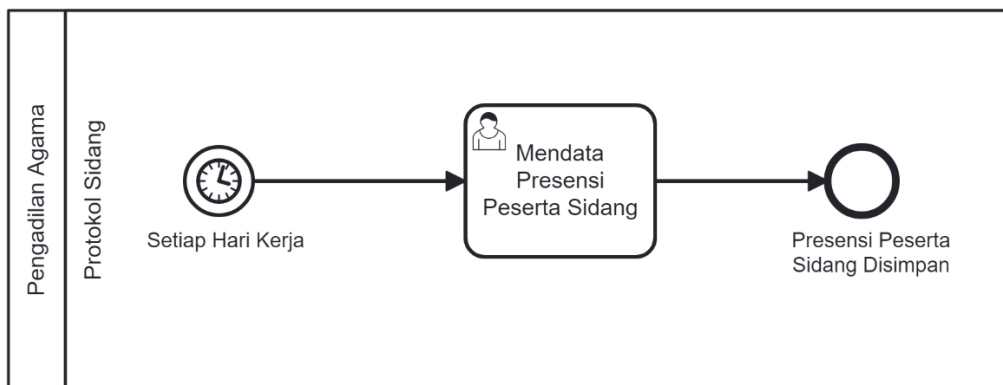 Pengadilan Agama
Protokol Sidang
Setiap Hari Kerja
Mendata
Presensi
Peserta Sidang
Presensi Peserta
Sidang Disimpan